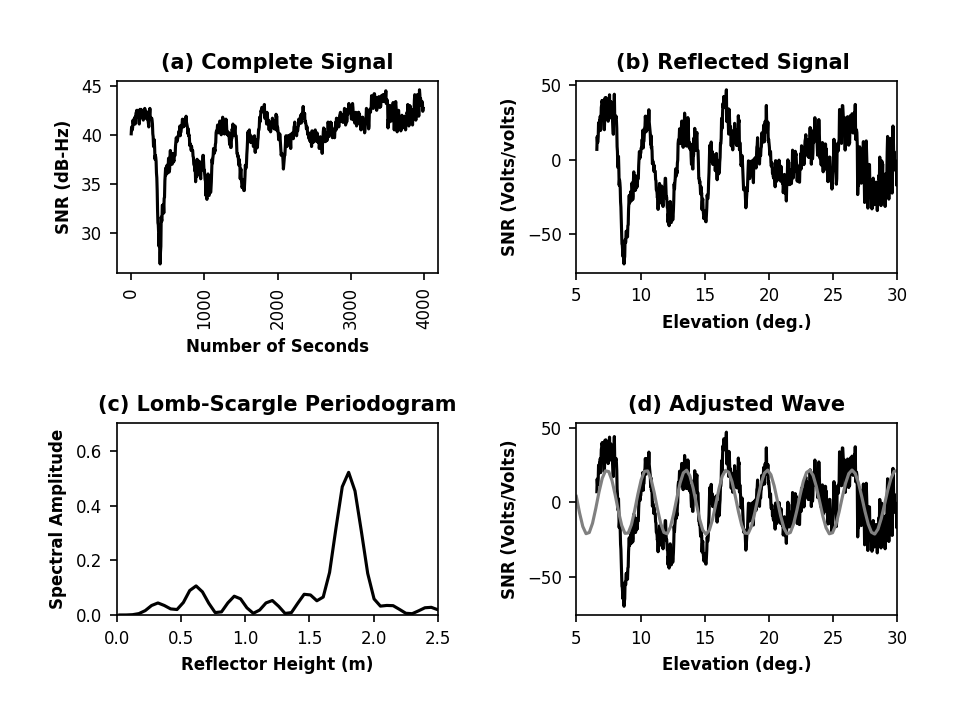 (a) Complete Signal
SNR (dB-Hz)
45
40
35
30
0
1000
2000
3000
4000
Number of Seconds
(b) Reflected Signal
SNR (Volts/volts)
50
0
−50
5 10 15 20 25 30
Elevation (deg.)
(c) Lomb-Scargle Periodogram
Spectral Amplitude
0.6
0.4
0.2
0.0
0.0 0.5 1.0 1.5 2.0 2.5
Reflector Height (m)
(d) Adjusted Wave
SNR (Volts/Volts)
50
0
−50
5 10 15 20 25 30
Elevation (deg.)